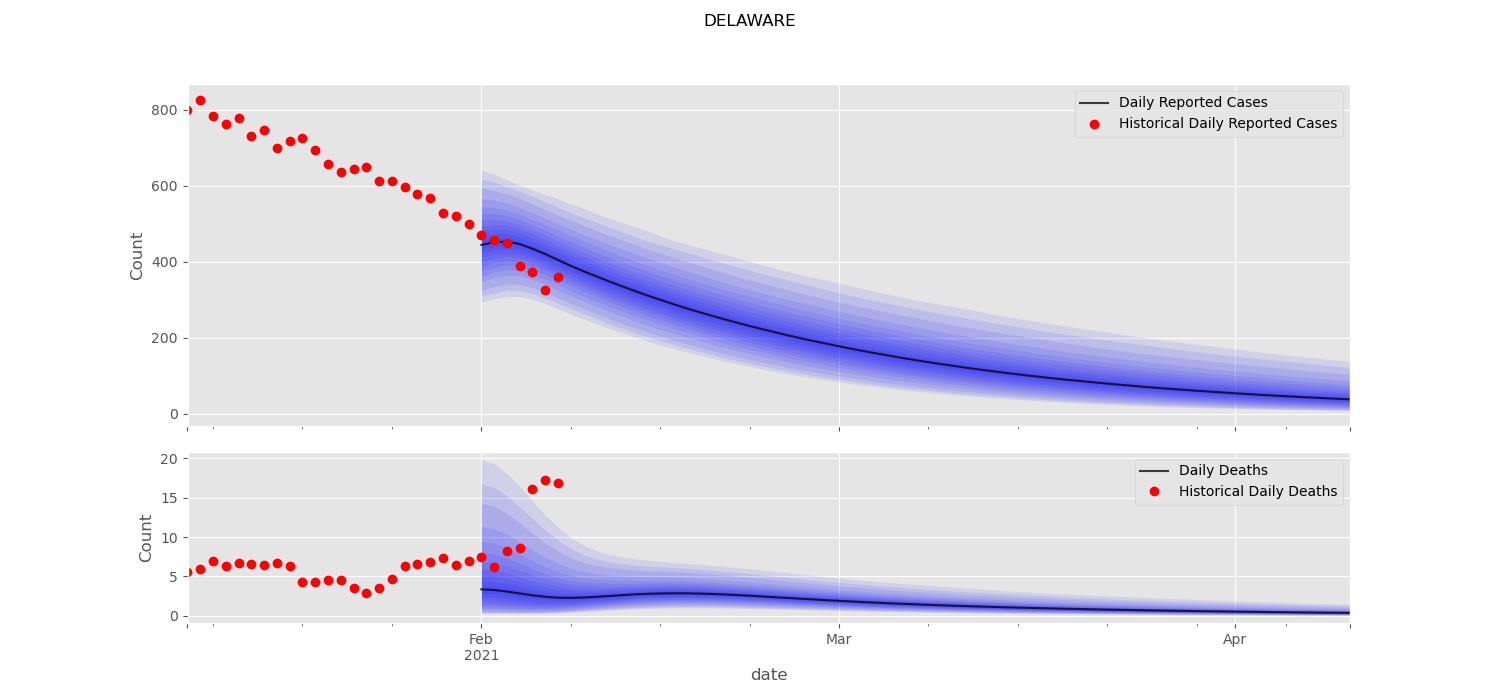 DELAWARE
800
600
400
200
0
Count
Daily Reported Cases
Historical Daily Reported Cases
20
15
10
5
0
Count
Daily Deaths
Historical Daily Deaths
Feb
2021
Mar
Apr
date